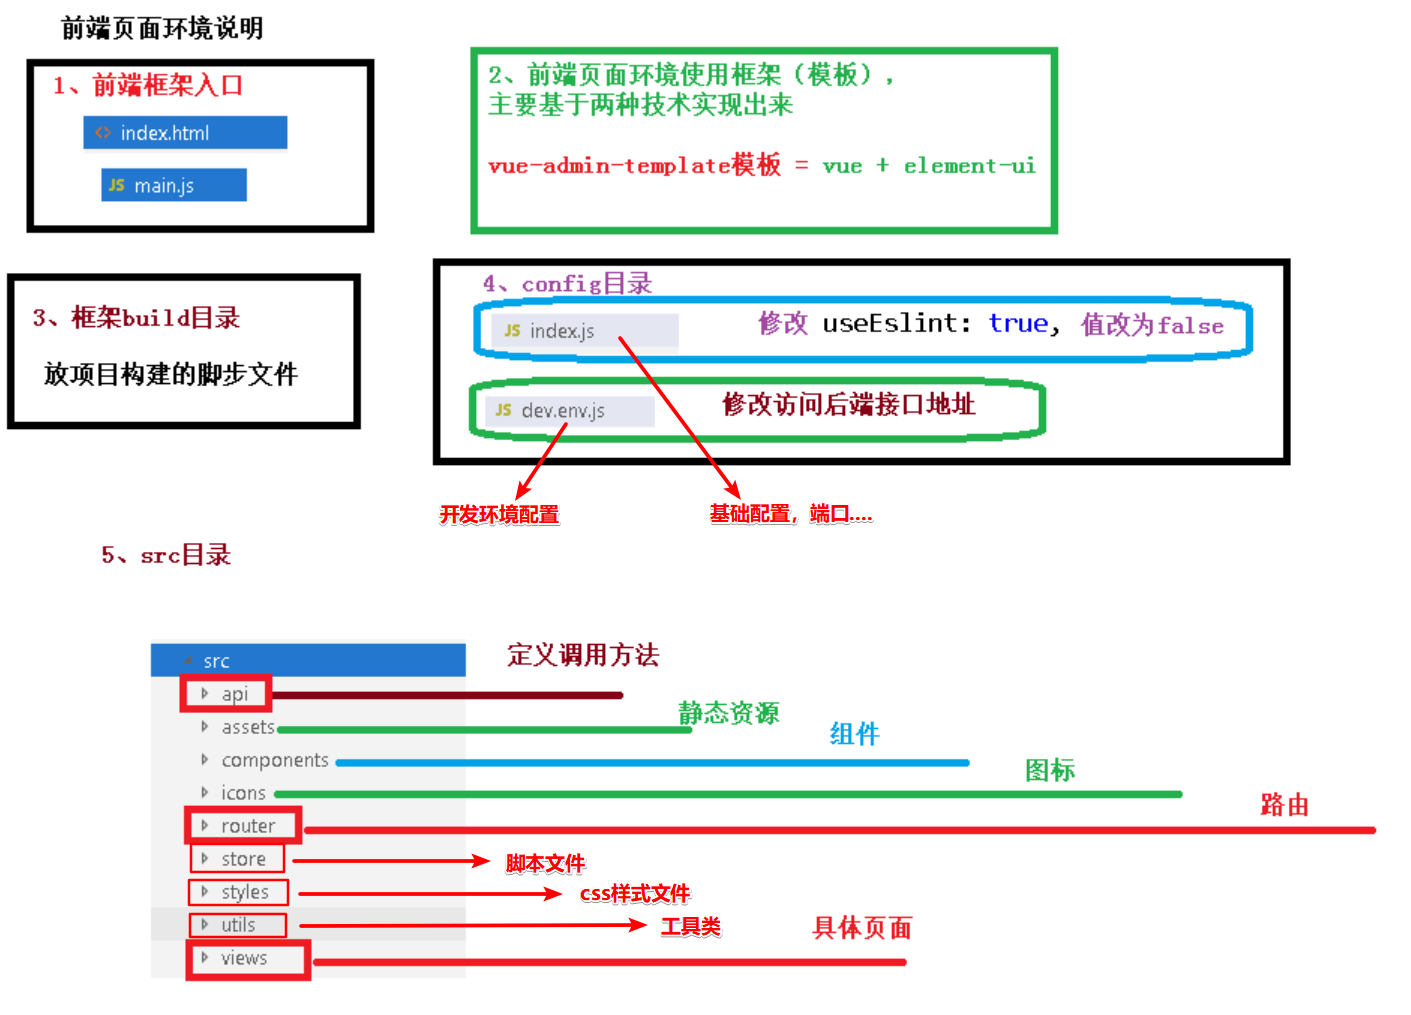 前端页面环境说明
1、前端框架入口
index.html
JS main.js
2、前端页面环境使用框架（模板），
主要基于两种技术实现出来
vue-admin-template模板 = vue + element-ui
3、框架build目录
放项目构建的脚步文件
4、config目录
JS index.js
修改 useEslint: true, 值改为false
JS dev.env.js
修改访问后端接口地址
开发环境配置
基础配置，端口....
5、src目录
src
定义调用方法
api
静态资源
assets
组件
components
图标
icons
路由
router
store
脚本文件
styles
css样式文件
utils
工具类
具体页面
views